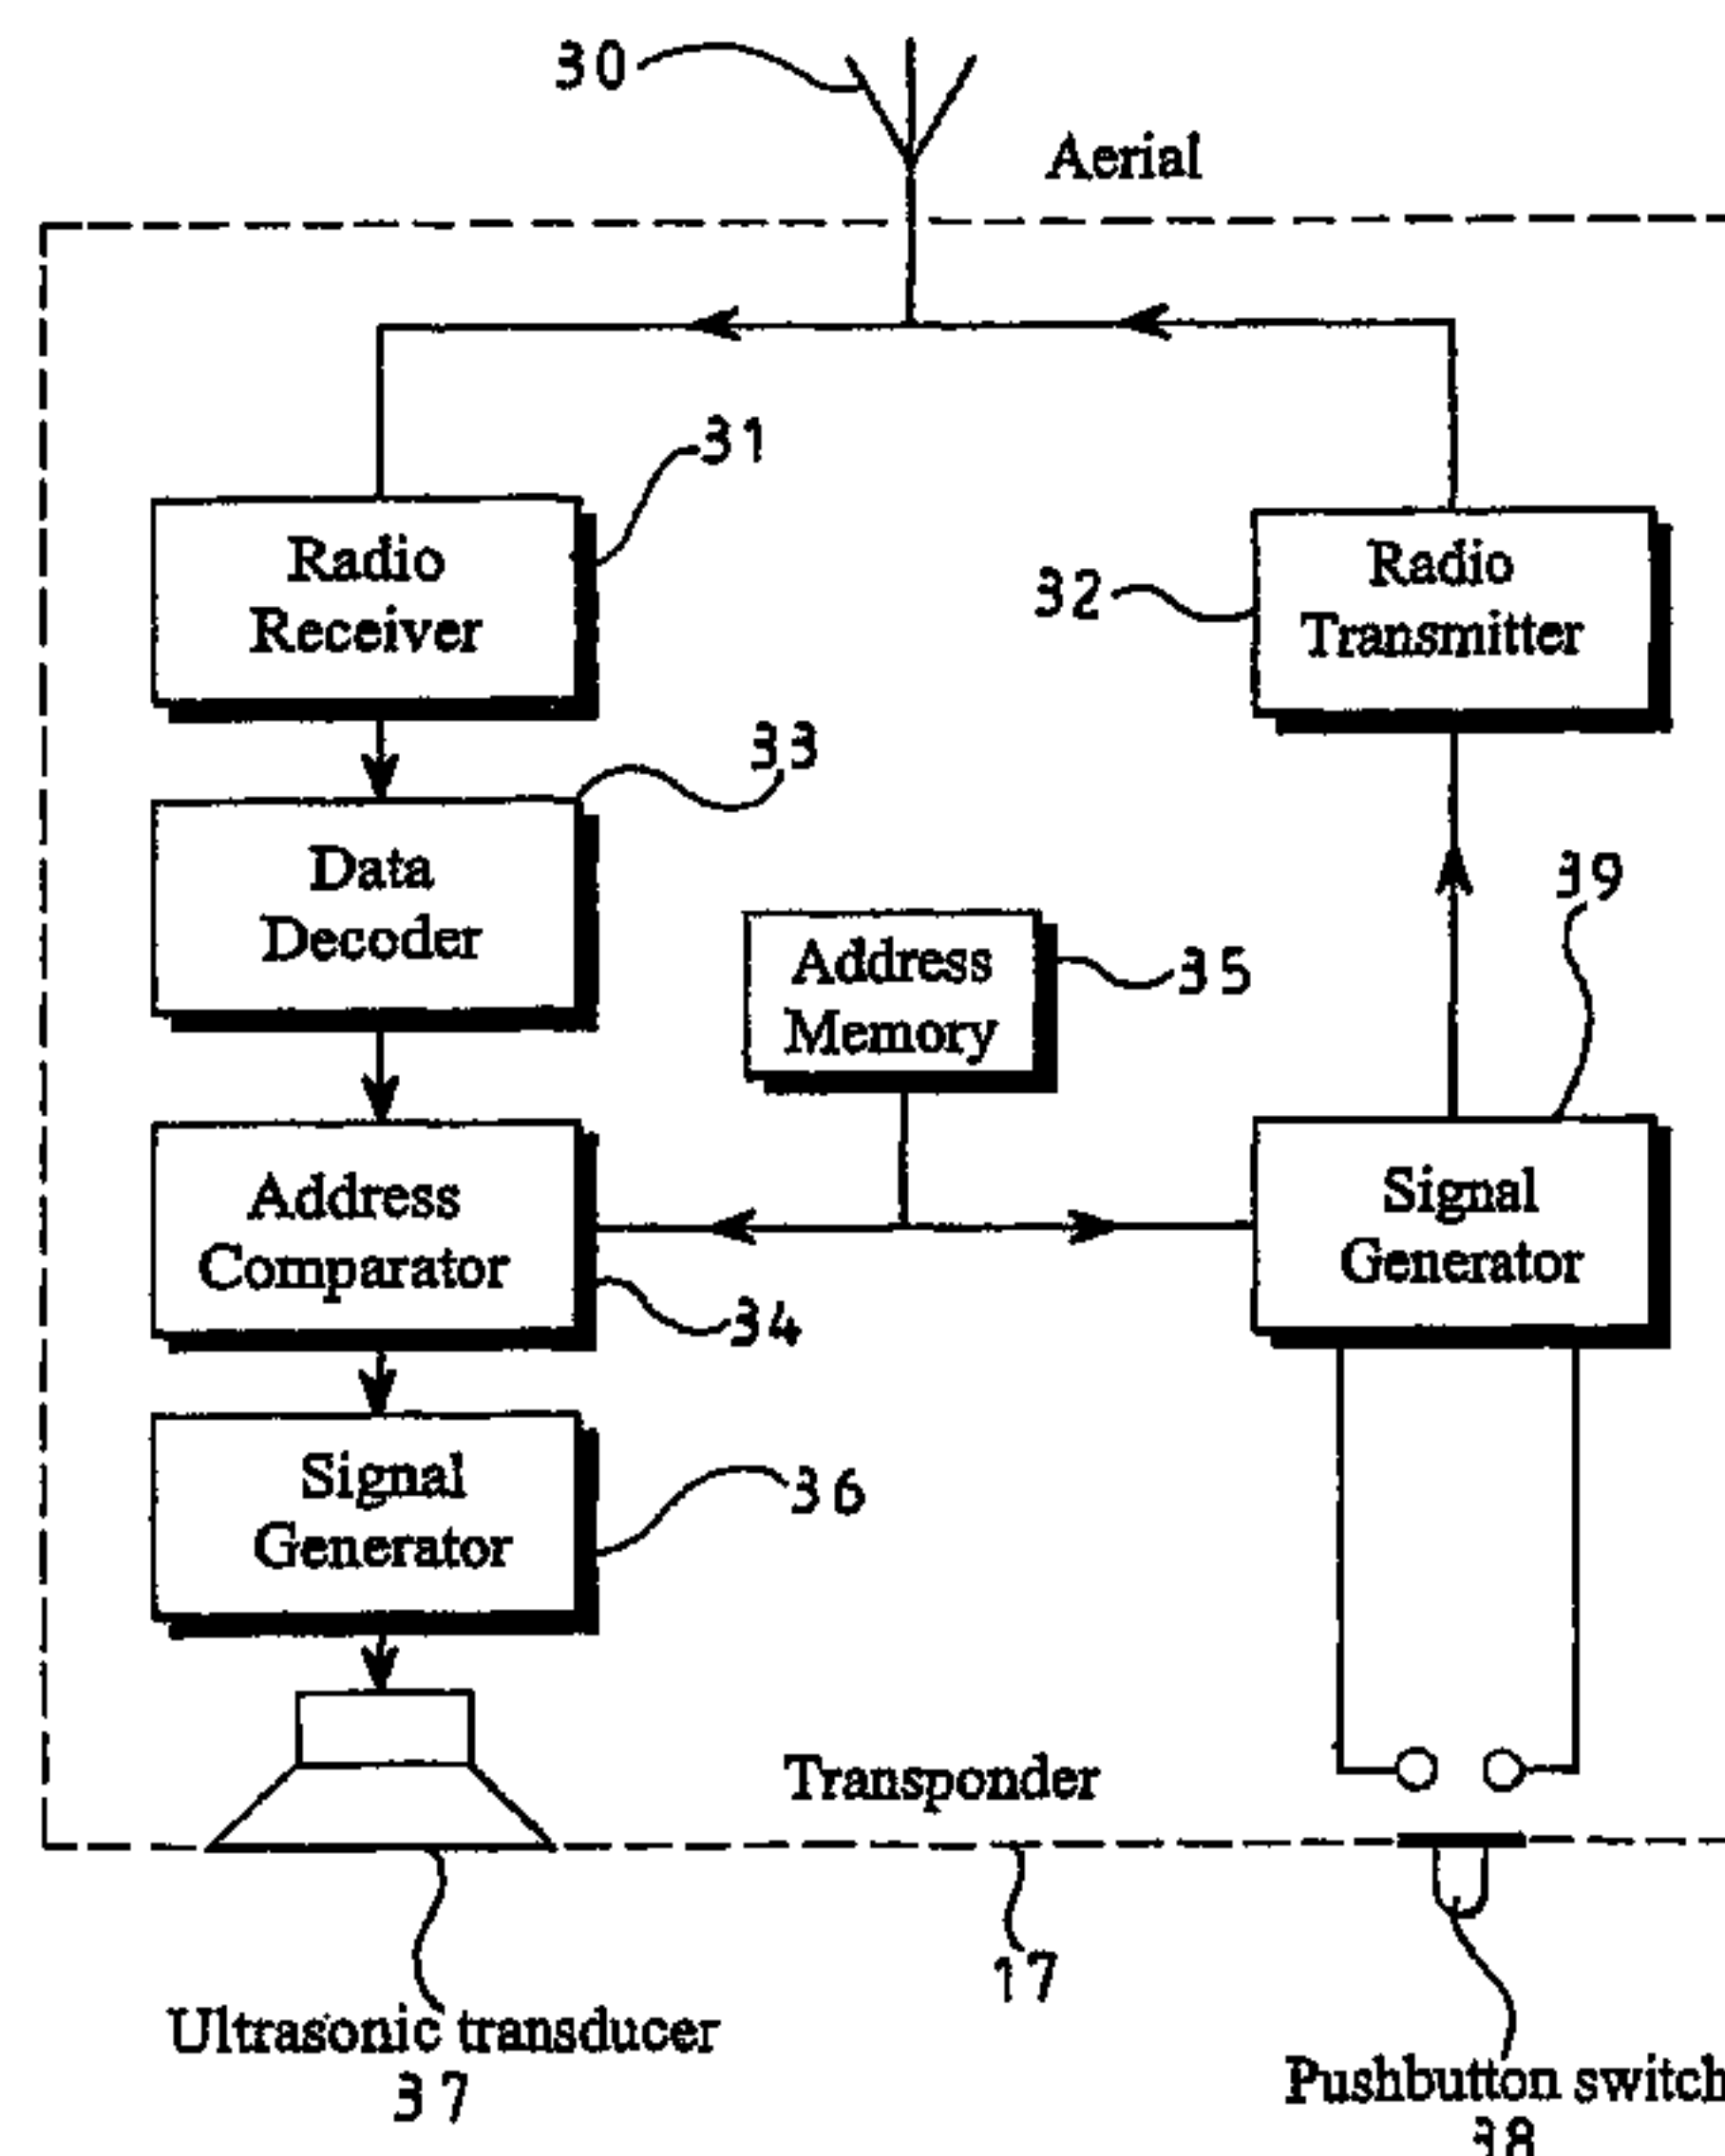 30
Aerial
31
Radio
Receiver
32
Radio
Transmitter
33
Data
Decoder
39
Address
Memory
35
Address
Comparator
34
Signal
Generator
Signal
Generator
36
Transponder
17
Ultrasonic transducer
37
Pushbutton switch
38